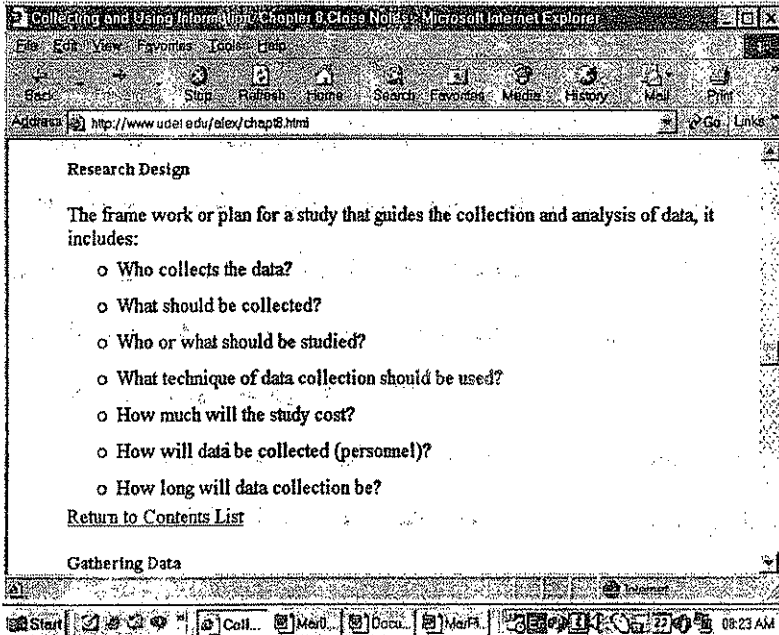 Collecting and Using Information/Chapter 8,Class Notes - Microsoft Internet Explorer
File Edit View Favorites Tools Help
Back Stop Refresh Home Search Favorites Media History Mail Print
Address http://www.udel.edu/alex/chapt8.html Go Links
Research Design
The frame work or plan for a study that guides the collection and analysis of data, it
includes:
o Who collects the data?
o What should be collected?
o Who or what should be studied?
o What technique of data collection should be used?
o How much will the study cost?
o How will data be collected (personnel)?
o How long will data collection be?
Return to Contents List
Gathering Data
Internet
Start Coll... Docu... 22 08:23 AM